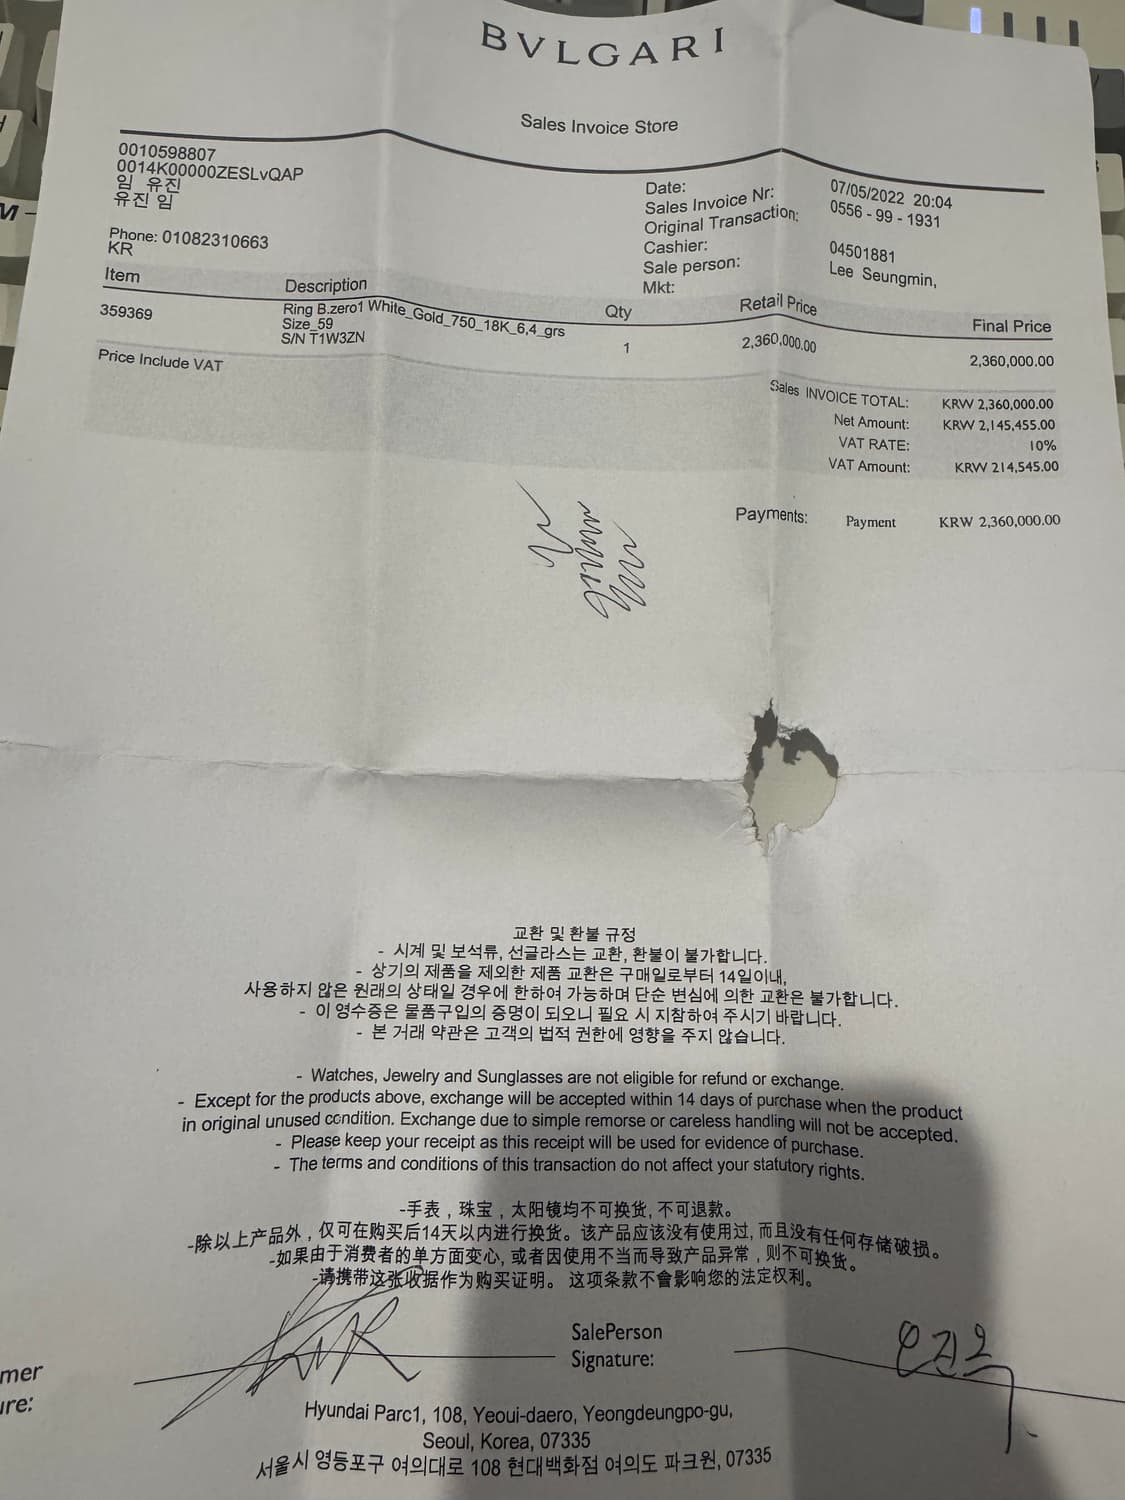 BVLGARI
Sales Invoice Store
0010598807
0014K00000ZESLvQAP
임 유진
유진 임
Phone: 01082310663
KR
Date: 07/05/2022 20:04
Sales Invoice Nr: 0556 - 99 - 1931
Original Transaction:
Cashier: 04501881
Sale person: Lee Seungmin,
Mkt:
Item Description Qty Retail Price Final Price
359369 Ring B.zero1 White_Gold_750_18K_6,4_grs 1 2,360,000.00 2,360,000.00
Size_59
S/N T1W3ZN
Price Include VAT
Sales INVOICE TOTAL: KRW 2,360,000.00
Net Amount: KRW 2,145,455.00
VAT RATE: 10%
VAT Amount: KRW 214,545.00
Payments: Payment KRW 2,360,000.00
교환 및 환불 규정
- 시계 및 보석류, 선글라스는 교환, 환불이 불가합니다.
- 상기의 제품을 제외한 제품 교환은 구매일로부터 14일이내,
사용하지 않은 원래의 상태일 경우에 한하여 가능하며 단순 변심에 의한 교환은 불가합니다.
- 이 영수증은 물품구입의 증명이 되오니 필요 시 지참하여 주시기 바랍니다.
- 본 거래 약관은 고객의 법적 권한에 영향을 주지 않습니다.
- Watches, Jewelry and Sunglasses are not eligible for refund or exchange.
- Except for the products above, exchange will be accepted within 14 days of purchase when the product
in original unused condition. Exchange due to simple remorse or careless handling will not be accepted.
- Please keep your receipt as this receipt will be used for evidence of purchase.
- The terms and conditions of this transaction do not affect your statutory rights.
-手表，珠宝，太阳镜均不可换货, 不可退款。
-除以上产品外，仅可在购买后14天以内进行换货。该产品应该没有使用过, 而且没有任何存储破损。
-如果由于消费者的单方面变心, 或者因使用不当而导致产品异常，则不可换货。
-请携带这张收据作为购买证明。 这项条款不會影响您的法定权利。
mer
ure:
SalePerson
Signature:
Hyundai Parc1, 108, Yeoui-daero, Yeongdeungpo-gu,
Seoul, Korea, 07335
서울시 영등포구 여의대로 108 현대백화점 여의도 파크원, 07335